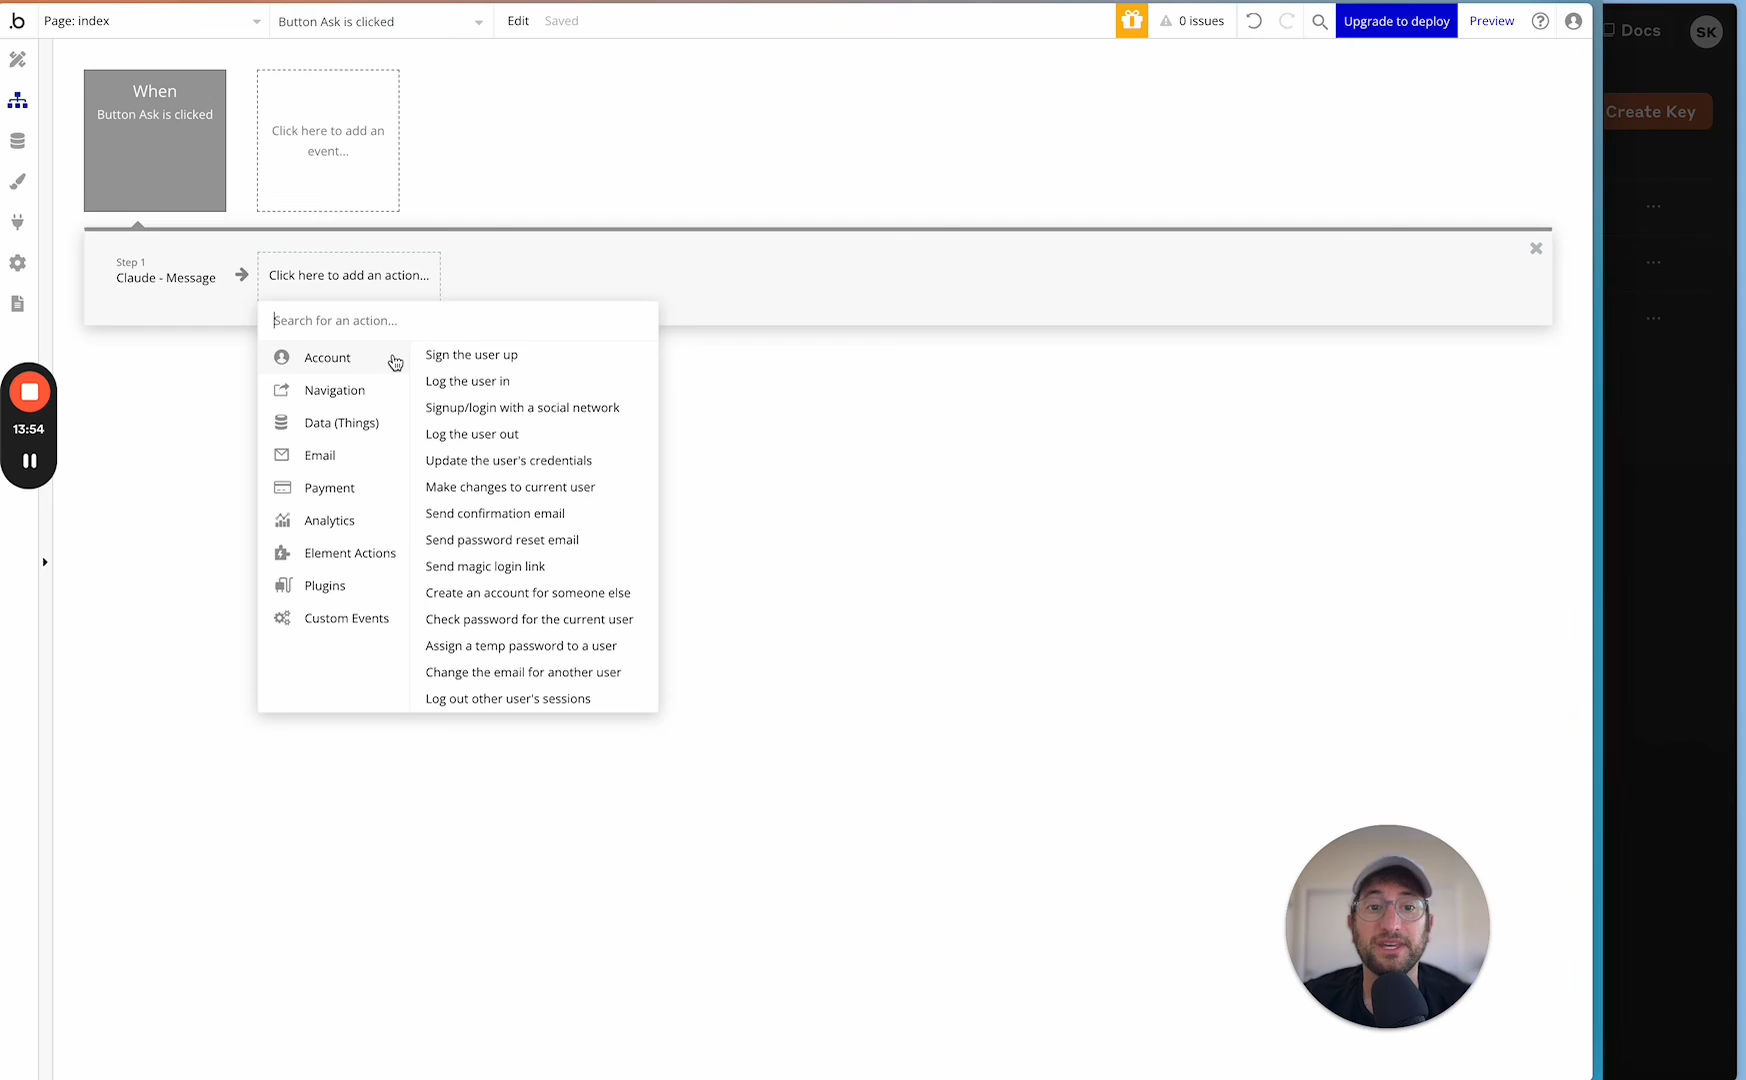 .b
Page: index
Button Ask is clicked
Edit
Saved
0 issues
Upgrade to deploy
Preview
Docs
SK
Create Key
When
Button Ask is clicked
Click here to add an
event...
Step 1
Claude - Message
Click here to add an action...
Search for an action...
Account
Navigation
Data (Things)
Email
Payment
Analytics
Element Actions
Plugins
Custom Events
Sign the user up
Log the user in
Signup/login with a social network
Log the user out
Update the user's credentials
Make changes to current user
Send confirmation email
Send password reset email
Send magic login link
Create an account for someone else
Check password for the current user
Assign a temp password to a user
Change the email for another user
Log out other user's sessions
13:54